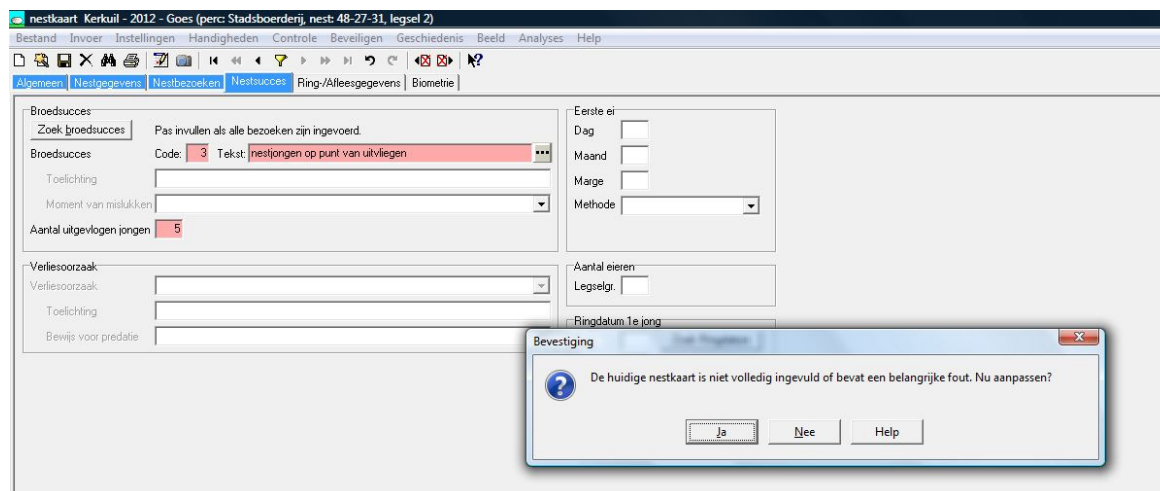 nestkaart Kerkuil - 2012 - Goes (perc: Stadsboerderij, nest: 48-27-31, legsel 2)
Bestand Invoer Instellingen Handigheden Controle Beveiligen Geschiedenis Beeld Analyses Help
Algemeen Nestgegevens Nestbezoeken Nestsucces Ring-/Afleesgegevens Biometrie
Broedsucces
Zoek broedsucces Pas invullen als alle bezoeken zijn ingevoerd.
Broedsucces Code: 3 Tekst: nestjongen op punt van uitvliegen ...
Toelichting
Moment van mislukken
Aantal uitgevlogen jongen 5
Verliesoorzaak
Verliesoorzaak
Toelichting
Bewijs voor predatie
Eerste ei
Dag
Maand
Marge
Methode
Aantal eieren
Legselgr.
Ringdatum 1e jong
Bevestiging
De huidige nestkaart is niet volledig ingevuld of bevat een belangrijke fout. Nu aanpassen?
Ja Nee Help